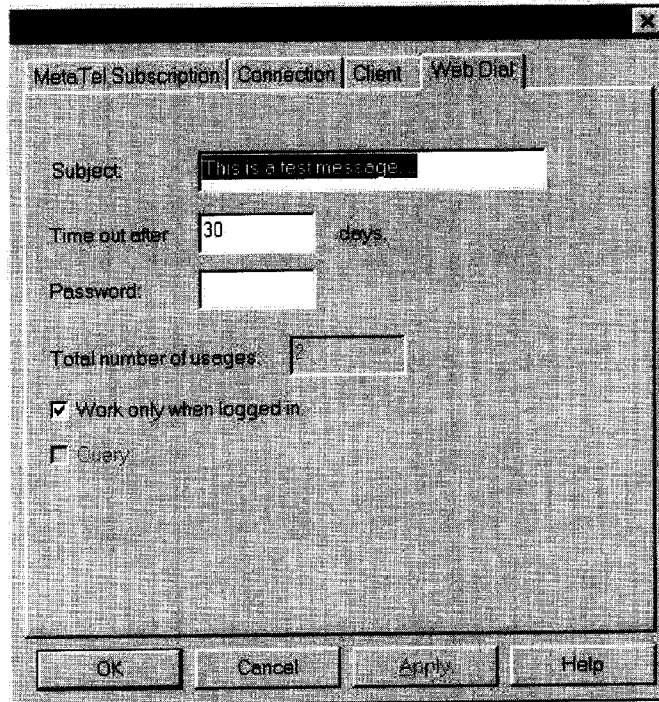 MetaTel Subscription Connection Client Web Dial
Subject: This is a test message...
Time out after 30 days.
Password:
Total number of usages: 2
Work only when logged in
Query
OK Cancel Apply Help